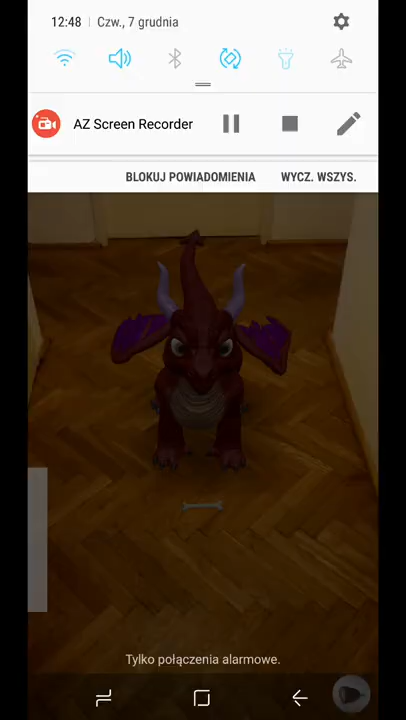 12:48 | Czw., 7 grudnia
AZ Screen Recorder
BLOKUJ POWIADOMIENIA WYCZ. WSZYS.
Tylko połączenia alarmowe.